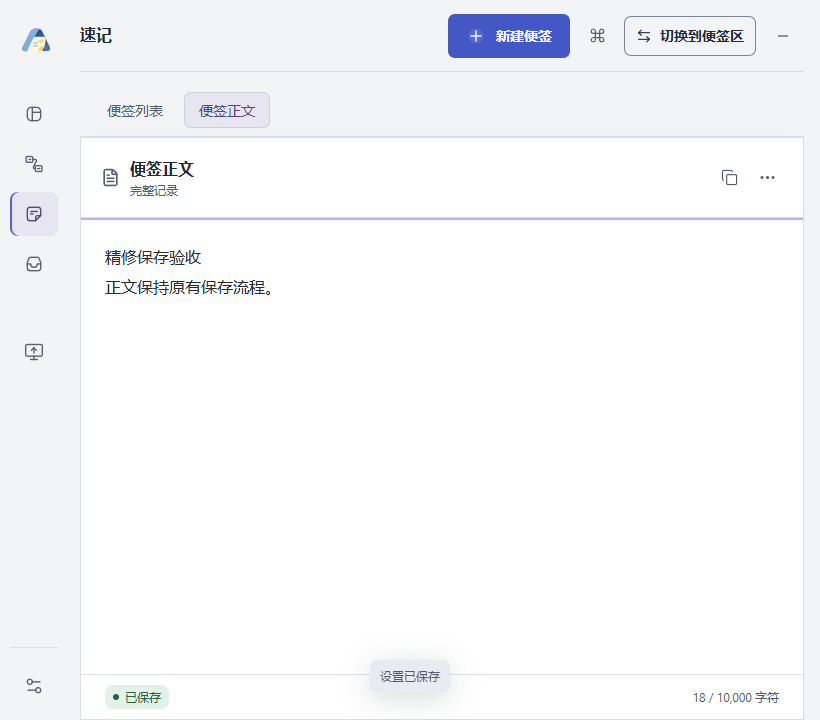 速记
新建便签
切换到便签区
便签列表
便签正文
便签正文
完整记录
精修保存验收
正文保持原有保存流程。
设置已保存
已保存
18 / 10,000 字符